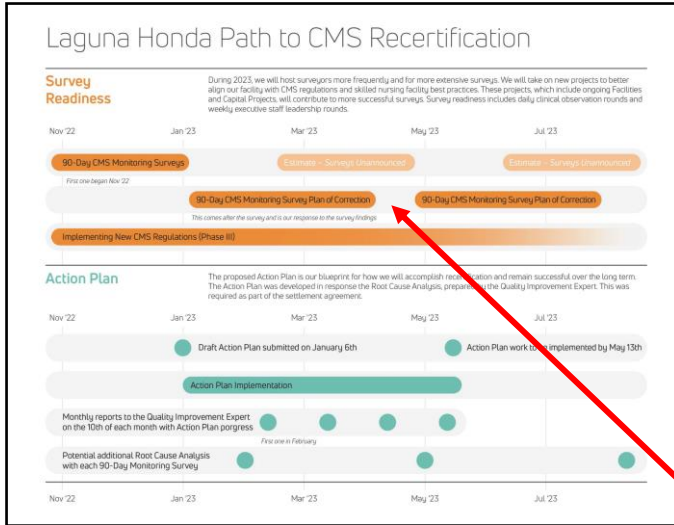 Laguna Honda Path to CMS Recertification
Survey
Readiness
During 2023, we will host surveyors more frequently and for more extensive surveys. We will take on new projects to better
align our facility with CMS regulations and skilled nursing facility best practices. These projects, which include ongoing Facilities
and Capital Projects, will contribute to more successful surveys. Survey readiness includes daily clinical observation rounds and
weekly executive staff leadership rounds.
Nov '22 Jan '23 Mar '23 May '23 Jul '23
90-Day CMS Monitoring Surveys Estimate – Surveys Unannounced Estimate – Surveys Unannounced
First one began Nov '22
90-Day CMS Monitoring Survey Plan of Correction 90-Day CMS Monitoring Survey Plan of Correction
This comes after the survey and is our response to the survey findings
Implementing New CMS Regulations (Phase III)
Action Plan
The proposed Action Plan is our blueprint for how we will accomplish recertification and remain successful over the long term.
The Action Plan was developed in response the Root Cause Analysis, prepared by the Quality Improvement Expert. This was
required as part of the settlement agreement.
Nov '22 Jan '23 Mar '23 May '23 Jul '23
Draft Action Plan submitted on January 6th Action Plan work to be implemented by May 13th
Action Plan Implementation
Monthly reports to the Quality Improvement Expert
on the 10th of each month with Action Plan porgress
First one in February
Potential additional Root Cause Analysis
with each 90-Day Monitoring Survey
Nov '22 Jan '23 Mar '23 May '23 Jul '23